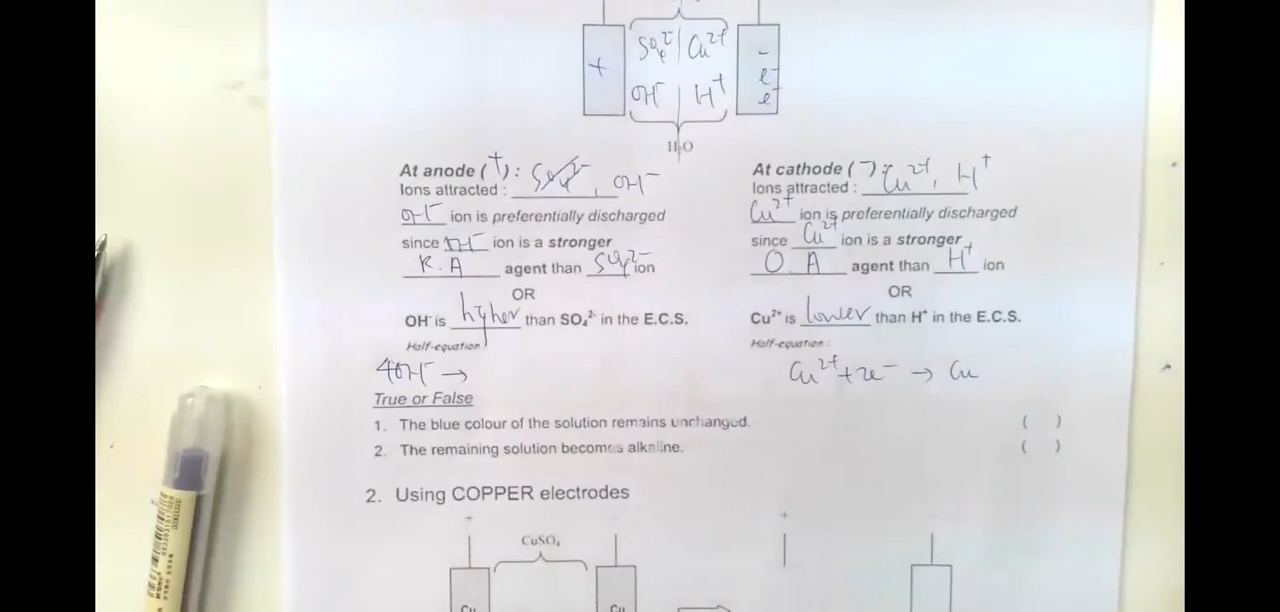 SO₄²⁻ | Cu²⁺
+
-
OH⁻ | H⁺
e⁻
e⁻
H₂O
At anode (+) :
Ions attracted : SO₄²⁻, OH⁻
OH⁻ ion is preferentially discharged
since OH⁻ ion is a stronger
R.A agent than SO₄²⁻ ion
OR
OH⁻ is higher than SO₄²⁻ in the E.C.S.
Half-equation :
4OH⁻ →
At cathode (-) :
Ions attracted : Cu²⁺, H⁺
Cu²⁺ ion is preferentially discharged
since Cu²⁺ ion is a stronger
O.A agent than H⁺ ion
OR
Cu²⁺ is lower than H⁺ in the E.C.S.
Half-equation :
Cu²⁺ + 2e⁻ → Cu
True or False
1. The blue colour of the solution remains unchanged. ( )
2. The remaining solution becomes alkaline. ( )
2. Using COPPER electrodes
+
-
+
-
CuSO₄
Cu
Cu